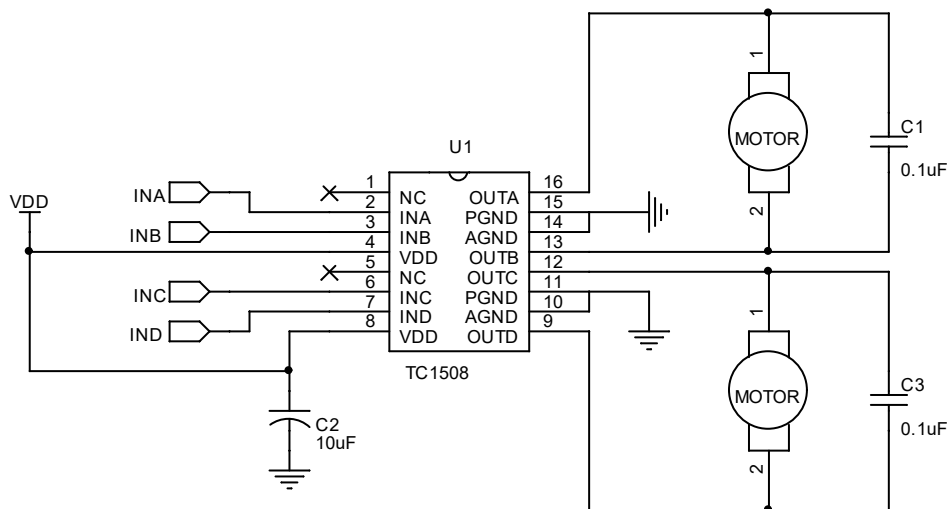 U1
TC1508
VDD
INA
INB
INC
IND
1 NC OUTA 16
2 INA PGND 15
3 INB AGND 14
4 VDD OUTB 13
5 NC OUTC 12
6 INC PGND 11
7 IND AGND 10
8 VDD OUTD 9
C2
10uF
1
MOTOR
2
C1
0.1uF
1
MOTOR
2
C3
0.1uF